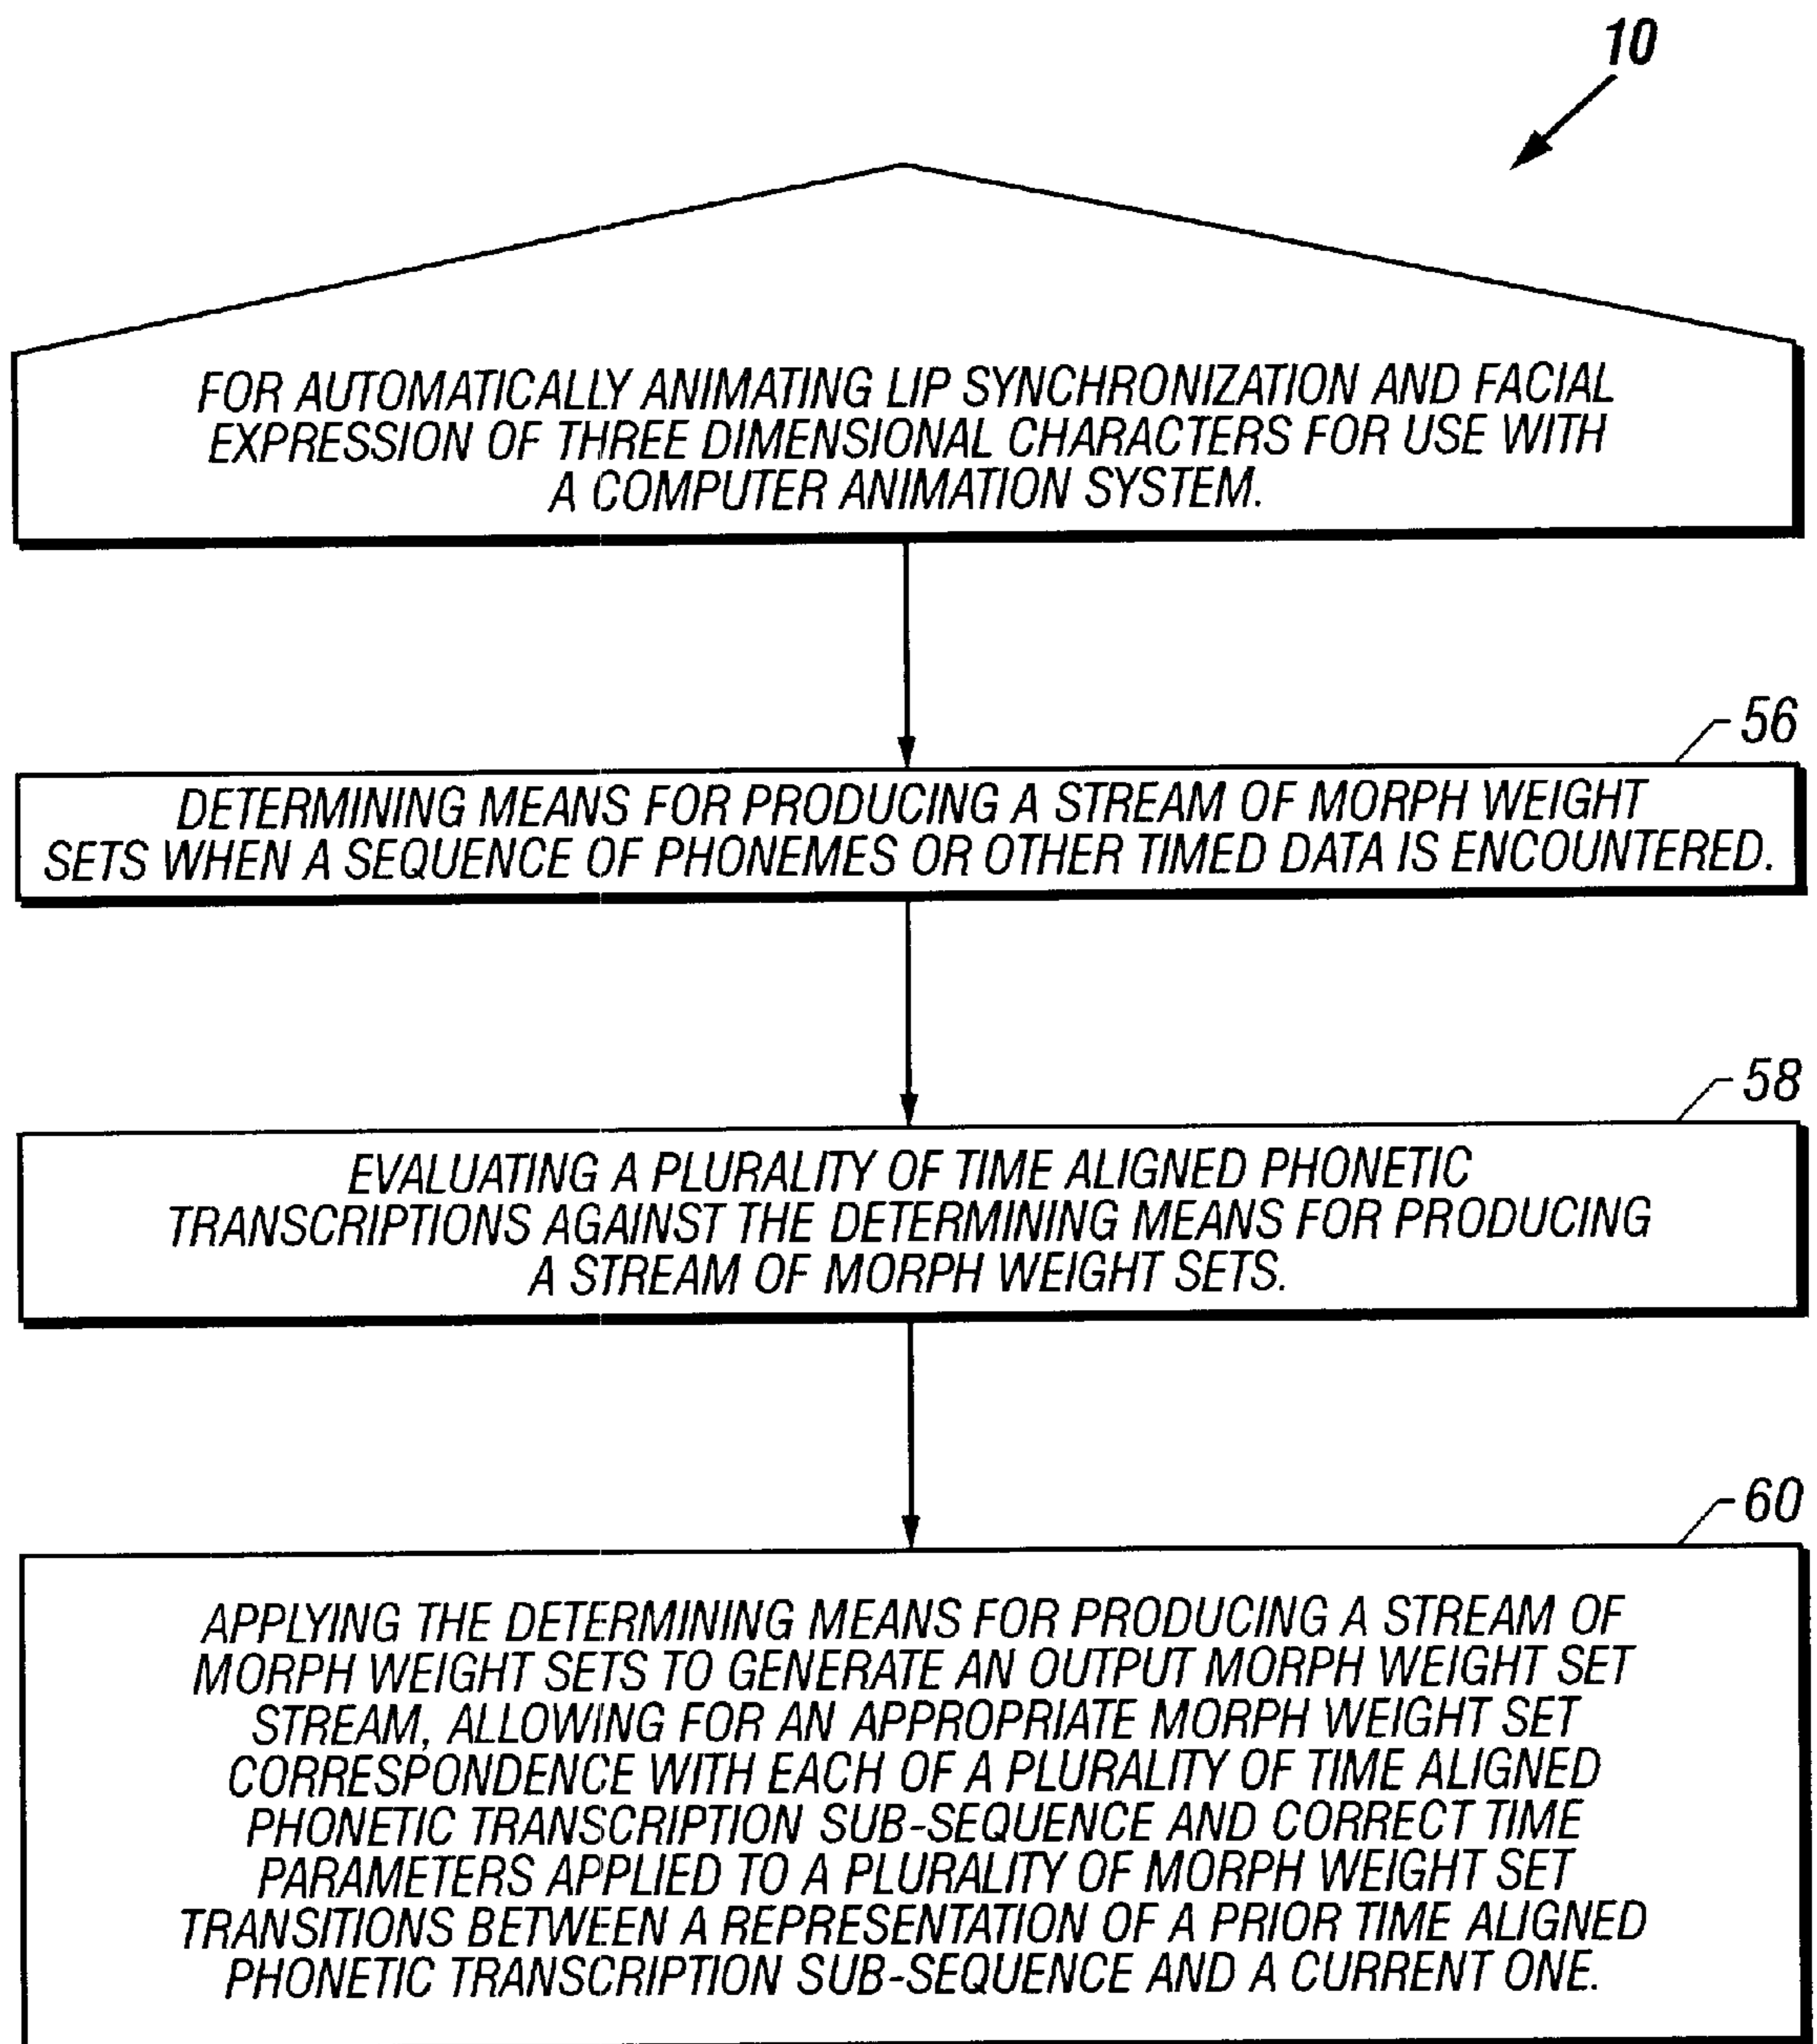 10
FOR AUTOMATICALLY ANIMATING LIP SYNCHRONIZATION AND FACIAL
EXPRESSION OF THREE DIMENSIONAL CHARACTERS FOR USE WITH
A COMPUTER ANIMATION SYSTEM.
56
DETERMINING MEANS FOR PRODUCING A STREAM OF MORPH WEIGHT
SETS WHEN A SEQUENCE OF PHONEMES OR OTHER TIMED DATA IS ENCOUNTERED.
58
EVALUATING A PLURALITY OF TIME ALIGNED PHONETIC
TRANSCRIPTIONS AGAINST THE DETERMINING MEANS FOR PRODUCING
A STREAM OF MORPH WEIGHT SETS.
60
APPLYING THE DETERMINING MEANS FOR PRODUCING A STREAM OF
MORPH WEIGHT SETS TO GENERATE AN OUTPUT MORPH WEIGHT SET
STREAM, ALLOWING FOR AN APPROPRIATE MORPH WEIGHT SET
CORRESPONDENCE WITH EACH OF A PLURALITY OF TIME ALIGNED
PHONETIC TRANSCRIPTION SUB-SEQUENCE AND CORRECT TIME
PARAMETERS APPLIED TO A PLURALITY OF MORPH WEIGHT SET
TRANSITIONS BETWEEN A REPRESENTATION OF A PRIOR TIME ALIGNED
PHONETIC TRANSCRIPTION SUB-SEQUENCE AND A CURRENT ONE.